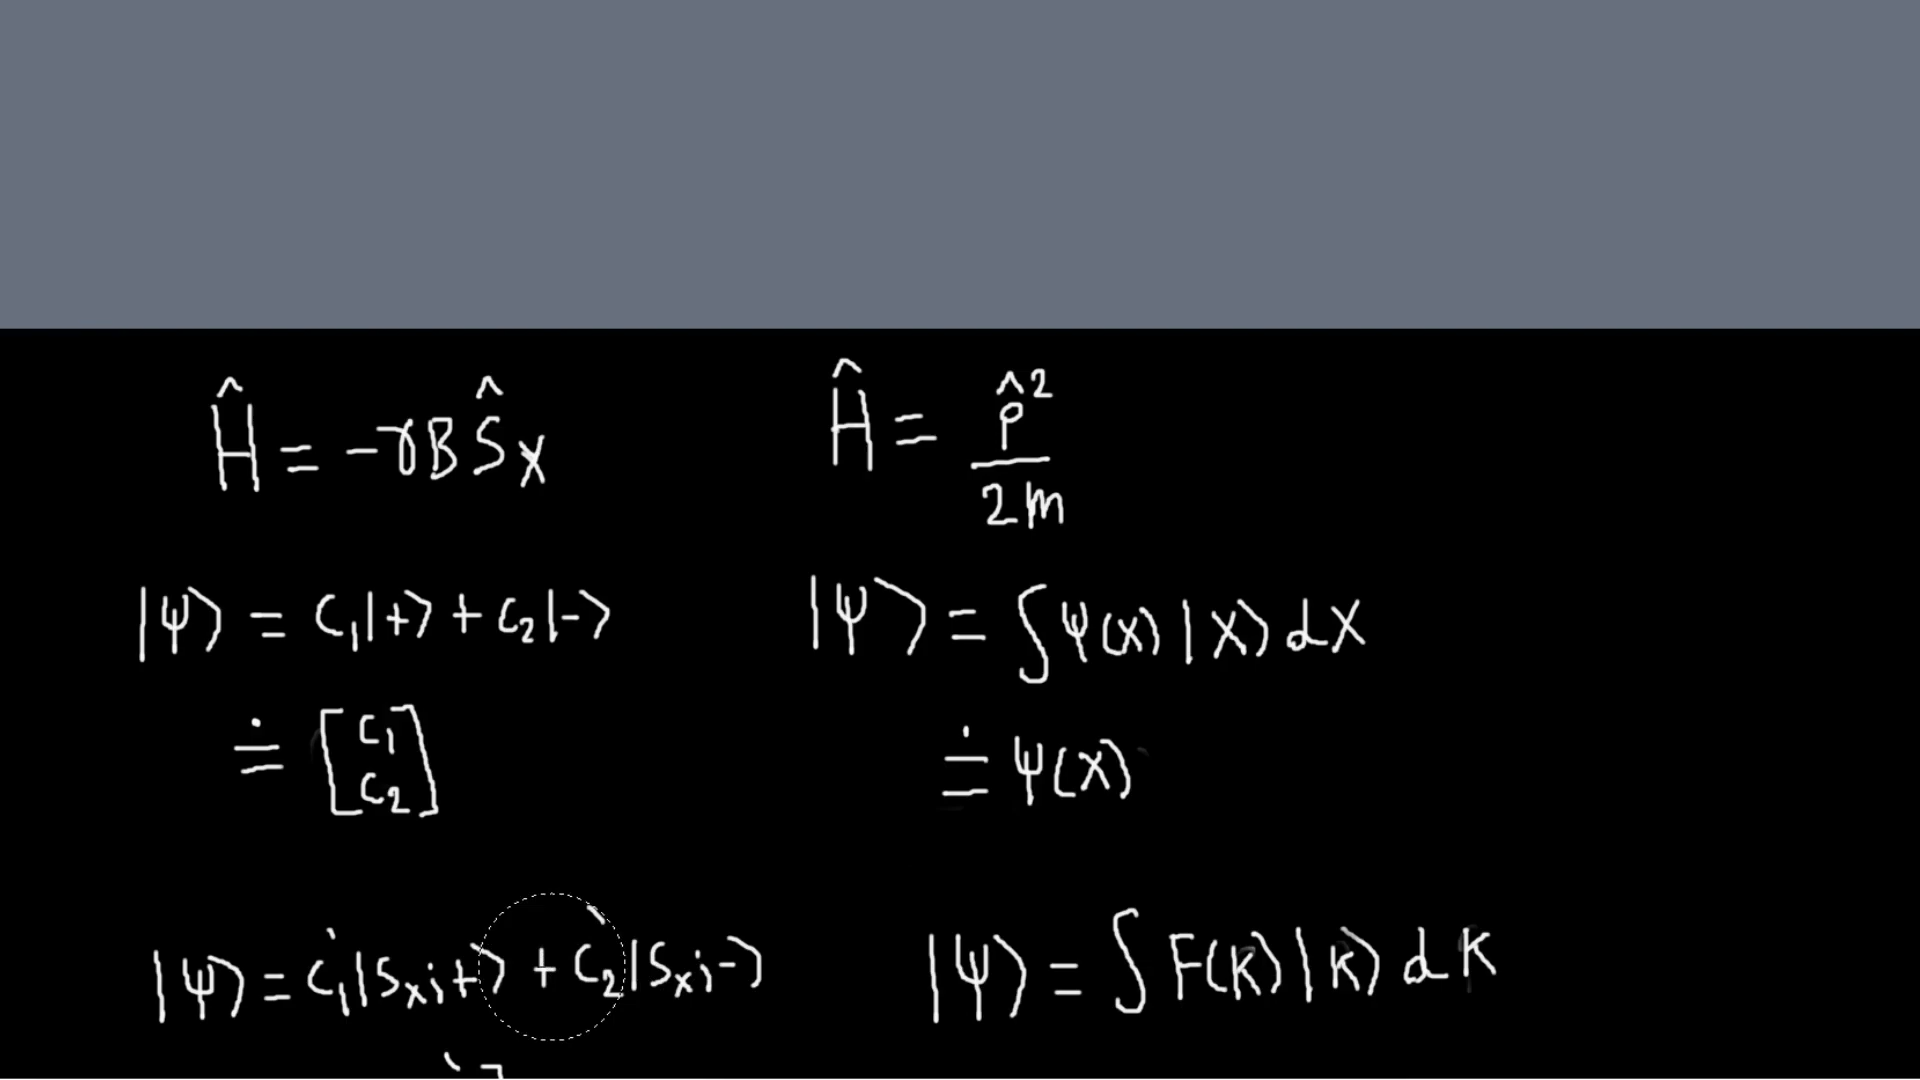 Ĥ = -γBŜx
|Ψ⟩ = C₁|+⟩ + C₂|-⟩
≐ [C₁ C₂]
|Ψ⟩ = C₁'|Sx;+⟩ + C₂'|Sx;-⟩
Ĥ = p̂²/2m
|Ψ⟩ = ∫Ψ(x)|x⟩dx
≐ Ψ(x)
|Ψ⟩ = ∫F(k)|k⟩dk